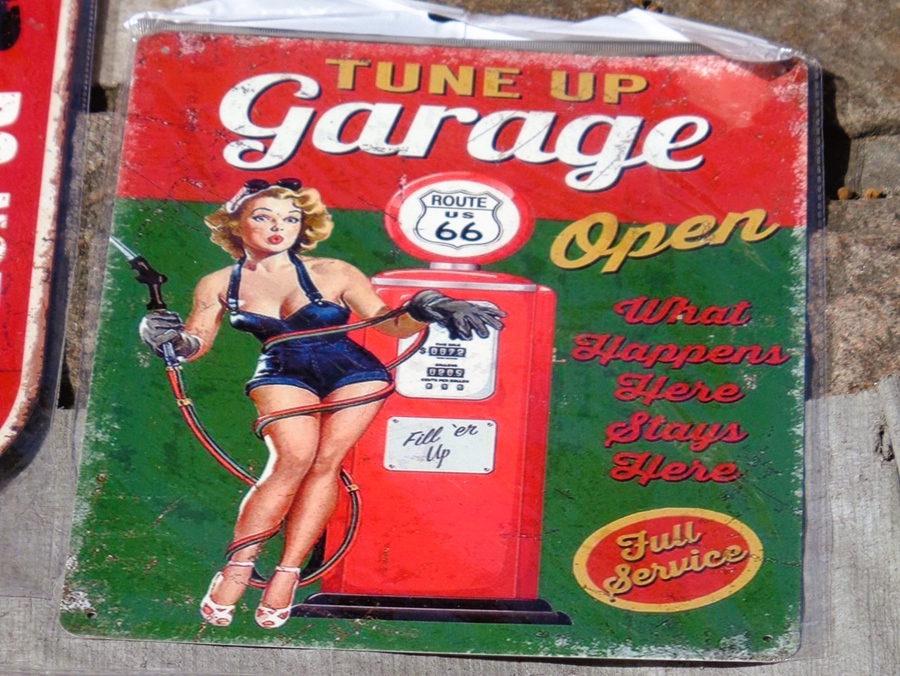 TUNE UP
Garage
ROUTE
US
66
Open
What
Happens
Here
Stays
Here
Fill 'er
Up
Full
Service